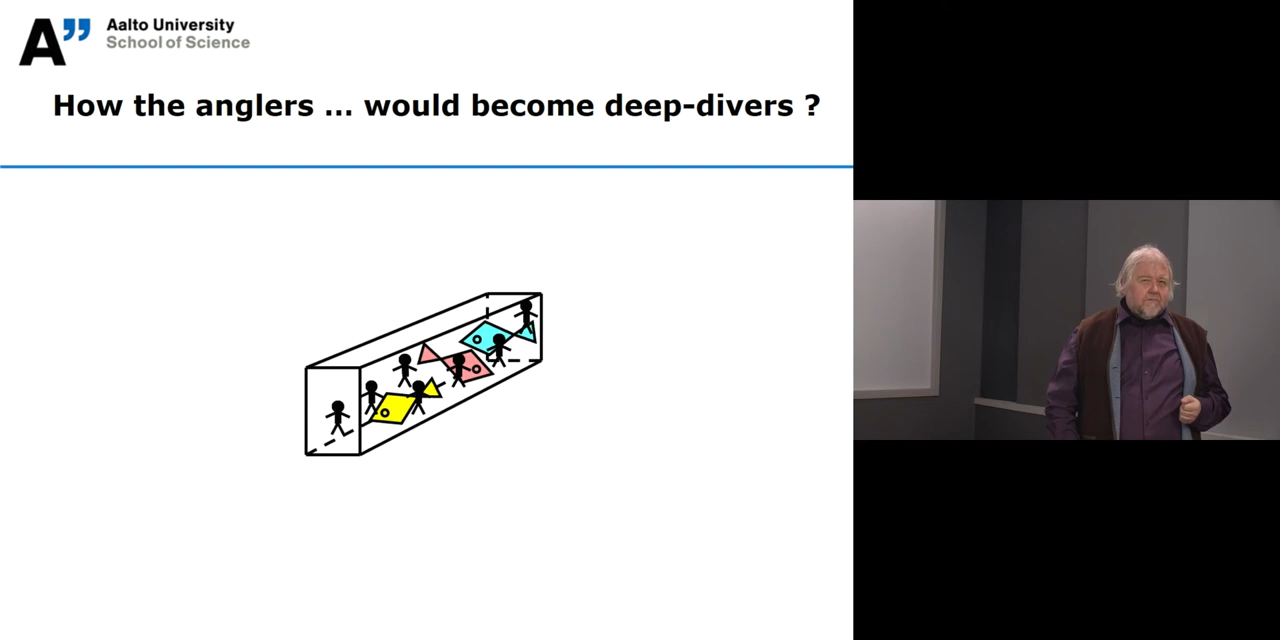 Aalto University
School of Science
How the anglers ... would become deep-divers ?